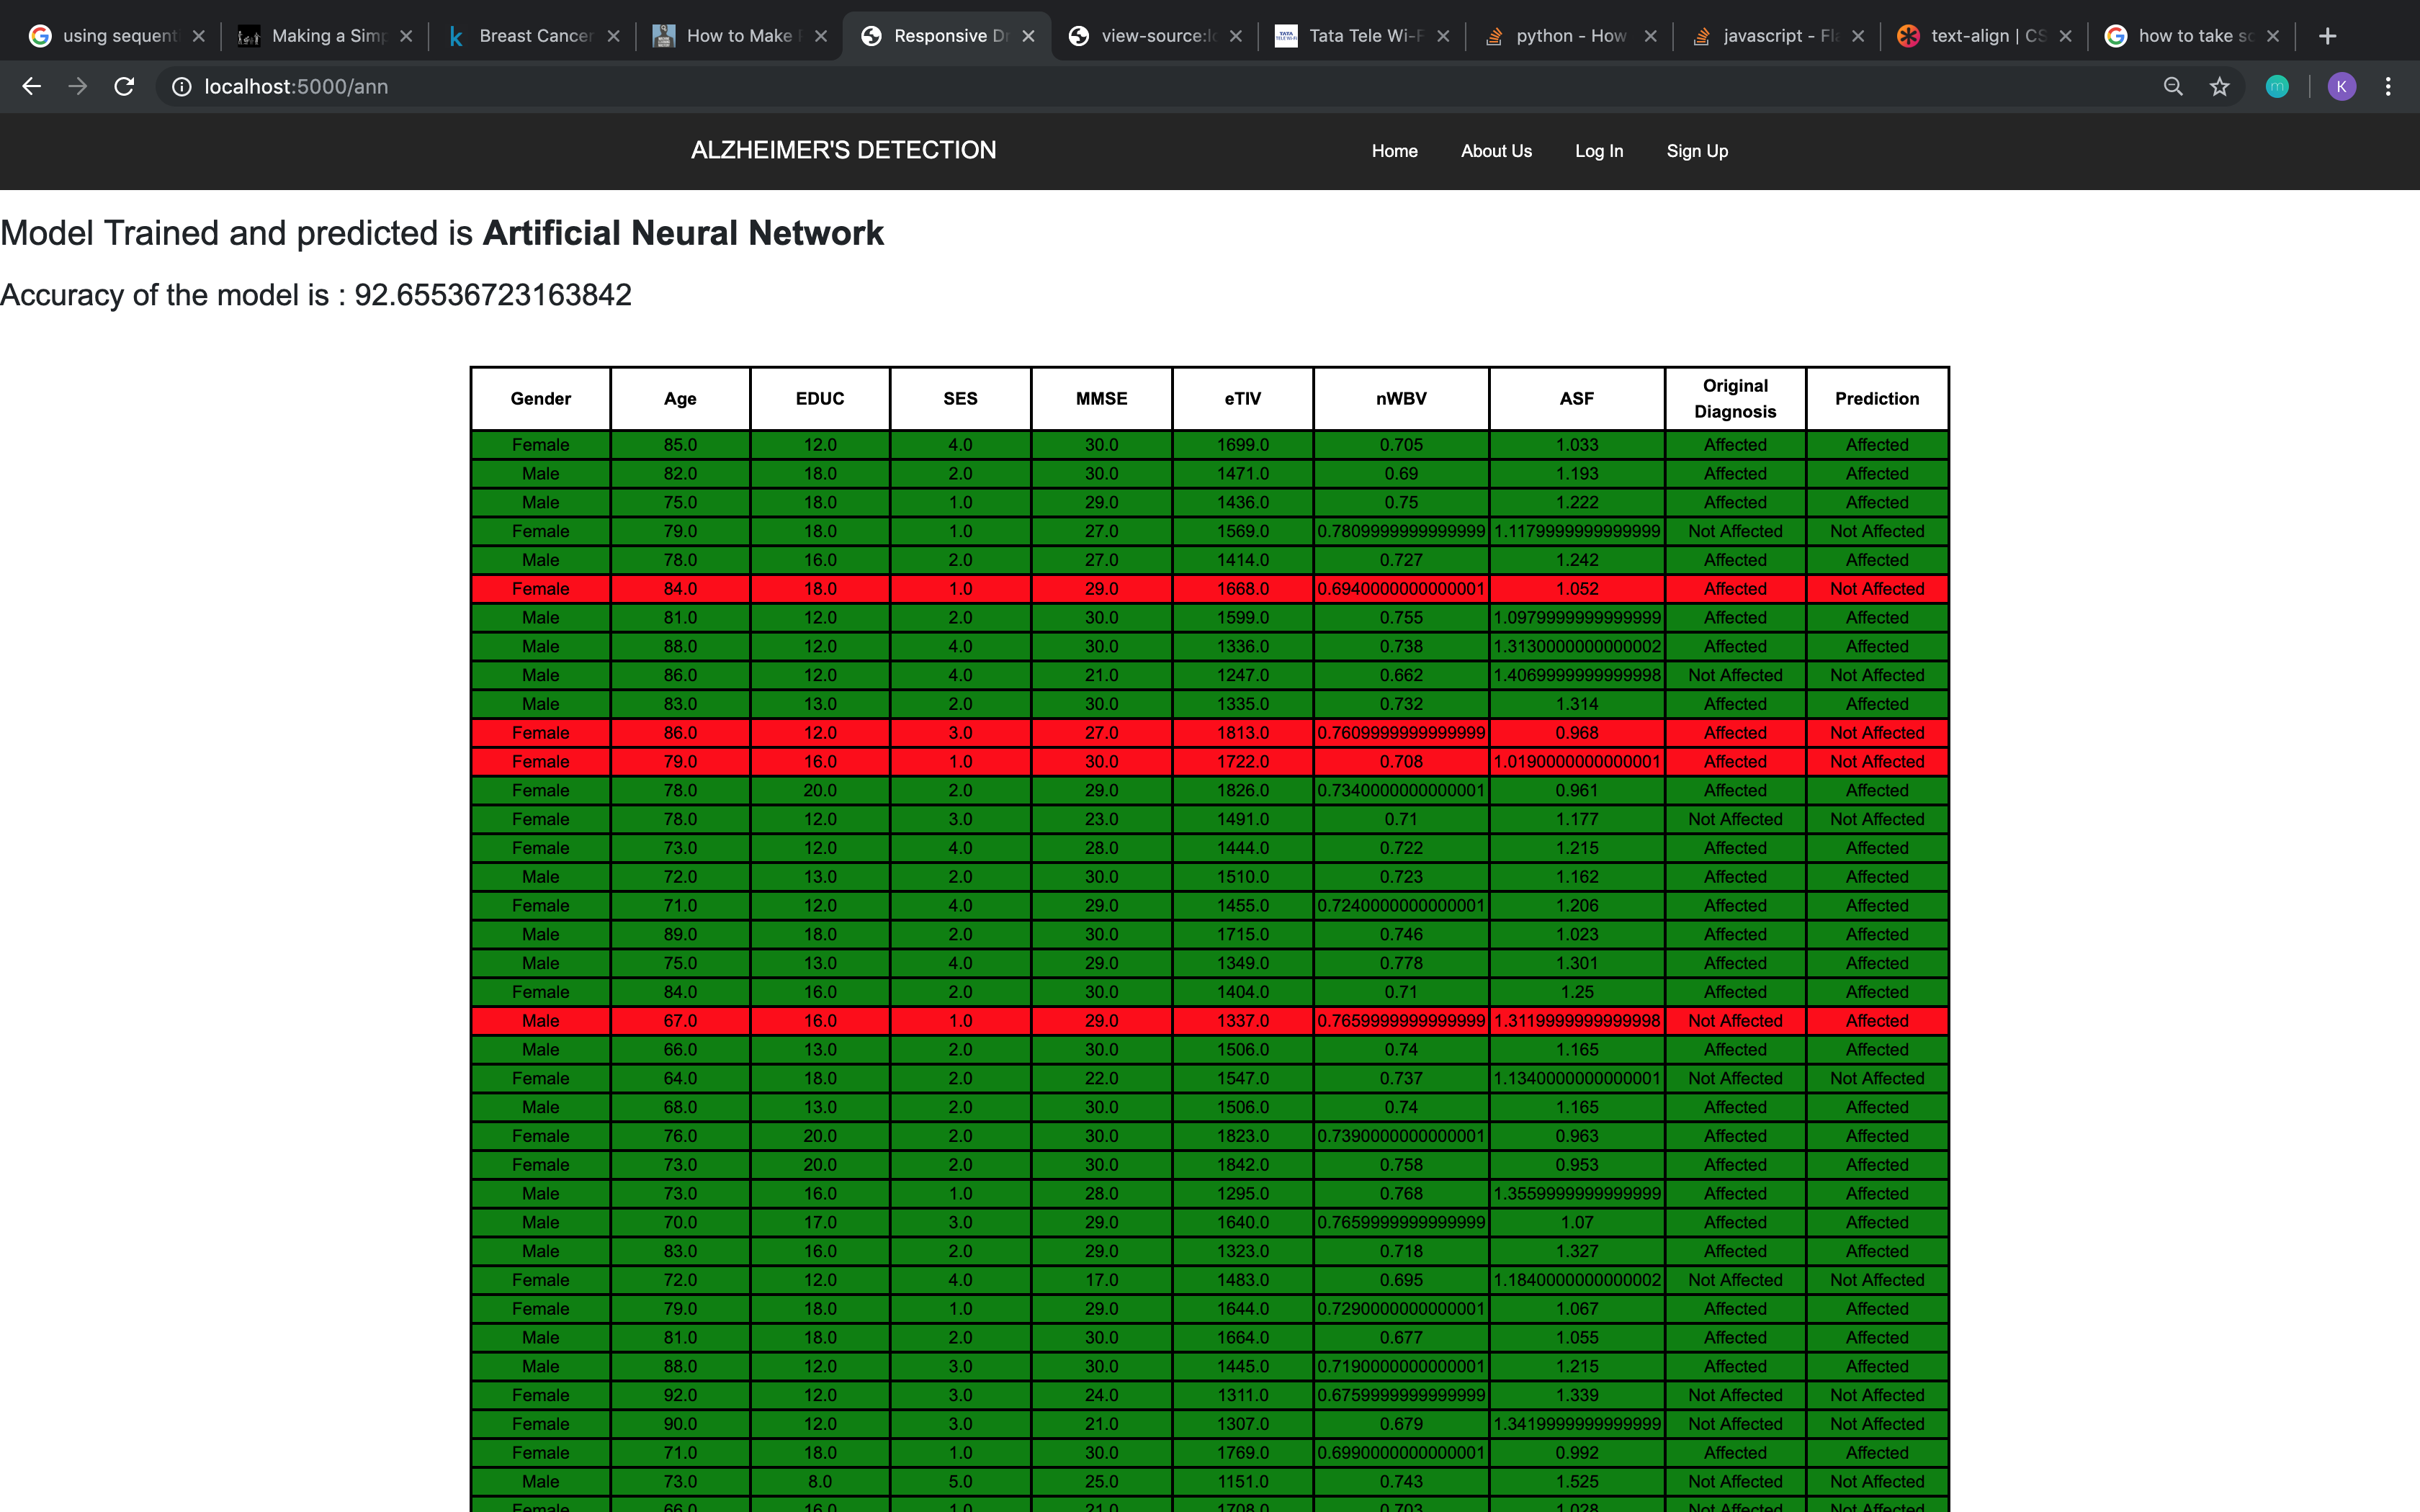 using sequent Making a Simp Breast Cancer How to Make Responsive Dr view-source:lo Tata Tele Wi-F python - How javascript - Fla text-align | CS how to take sc
localhost:5000/ann K
ALZHEIMER'S DETECTION Home About Us Log In Sign Up
Model Trained and predicted is Artificial Neural Network
Accuracy of the model is : 92.65536723163842
Gender Age EDUC SES MMSE eTIV nWBV ASF Original Diagnosis Prediction
Female 85.0 12.0 4.0 30.0 1699.0 0.705 1.033 Affected Affected
Male 82.0 18.0 2.0 30.0 1471.0 0.69 1.193 Affected Affected
Male 75.0 18.0 1.0 29.0 1436.0 0.75 1.222 Affected Affected
Female 79.0 18.0 1.0 27.0 1569.0 0.7809999999999999 1.1179999999999999 Not Affected Not Affected
Male 78.0 16.0 2.0 27.0 1414.0 0.727 1.242 Affected Affected
Female 84.0 18.0 1.0 29.0 1668.0 0.6940000000000001 1.052 Affected Not Affected
Male 81.0 12.0 2.0 30.0 1599.0 0.755 1.0979999999999999 Affected Affected
Male 88.0 12.0 4.0 30.0 1336.0 0.738 1.3130000000000002 Affected Affected
Male 86.0 12.0 4.0 21.0 1247.0 0.662 1.4069999999999998 Not Affected Not Affected
Male 83.0 13.0 2.0 30.0 1335.0 0.732 1.314 Affected Affected
Female 86.0 12.0 3.0 27.0 1813.0 0.7609999999999999 0.968 Affected Not Affected
Female 79.0 16.0 1.0 30.0 1722.0 0.708 1.0190000000000001 Affected Not Affected
Female 78.0 20.0 2.0 29.0 1826.0 0.7340000000000001 0.961 Affected Affected
Female 78.0 12.0 3.0 23.0 1491.0 0.71 1.177 Not Affected Not Affected
Female 73.0 12.0 4.0 28.0 1444.0 0.722 1.215 Affected Affected
Male 72.0 13.0 2.0 30.0 1510.0 0.723 1.162 Affected Affected
Female 71.0 12.0 4.0 29.0 1455.0 0.7240000000000001 1.206 Affected Affected
Male 89.0 18.0 2.0 30.0 1715.0 0.746 1.023 Affected Affected
Male 75.0 13.0 4.0 29.0 1349.0 0.778 1.301 Affected Affected
Female 84.0 16.0 2.0 30.0 1404.0 0.71 1.25 Affected Affected
Male 67.0 16.0 1.0 29.0 1337.0 0.7659999999999999 1.3119999999999998 Not Affected Affected
Male 66.0 13.0 2.0 30.0 1506.0 0.74 1.165 Affected Affected
Female 64.0 18.0 2.0 22.0 1547.0 0.737 1.1340000000000001 Not Affected Not Affected
Male 68.0 13.0 2.0 30.0 1506.0 0.74 1.165 Affected Affected
Female 76.0 20.0 2.0 30.0 1823.0 0.7390000000000001 0.963 Affected Affected
Female 73.0 20.0 2.0 30.0 1842.0 0.758 0.953 Affected Affected
Male 73.0 16.0 1.0 28.0 1295.0 0.768 1.3559999999999999 Affected Affected
Male 70.0 17.0 3.0 29.0 1640.0 0.7659999999999999 1.07 Affected Affected
Male 83.0 16.0 2.0 29.0 1323.0 0.718 1.327 Affected Affected
Female 72.0 12.0 4.0 17.0 1483.0 0.695 1.1840000000000002 Not Affected Not Affected
Female 79.0 18.0 1.0 29.0 1644.0 0.7290000000000001 1.067 Affected Affected
Male 81.0 18.0 2.0 30.0 1664.0 0.677 1.055 Affected Affected
Male 88.0 12.0 3.0 30.0 1445.0 0.7190000000000001 1.215 Affected Affected
Female 92.0 12.0 3.0 24.0 1311.0 0.6759999999999999 1.339 Not Affected Not Affected
Female 90.0 12.0 3.0 21.0 1307.0 0.679 1.3419999999999999 Not Affected Not Affected
Female 71.0 18.0 1.0 30.0 1769.0 0.6990000000000001 0.992 Affected Affected
Male 73.0 8.0 5.0 25.0 1151.0 0.743 1.525 Not Affected Not Affected
Female 66.0 16.0 1.0 21.0 1708.0 0.703 1.028 Not Affected Not Affected